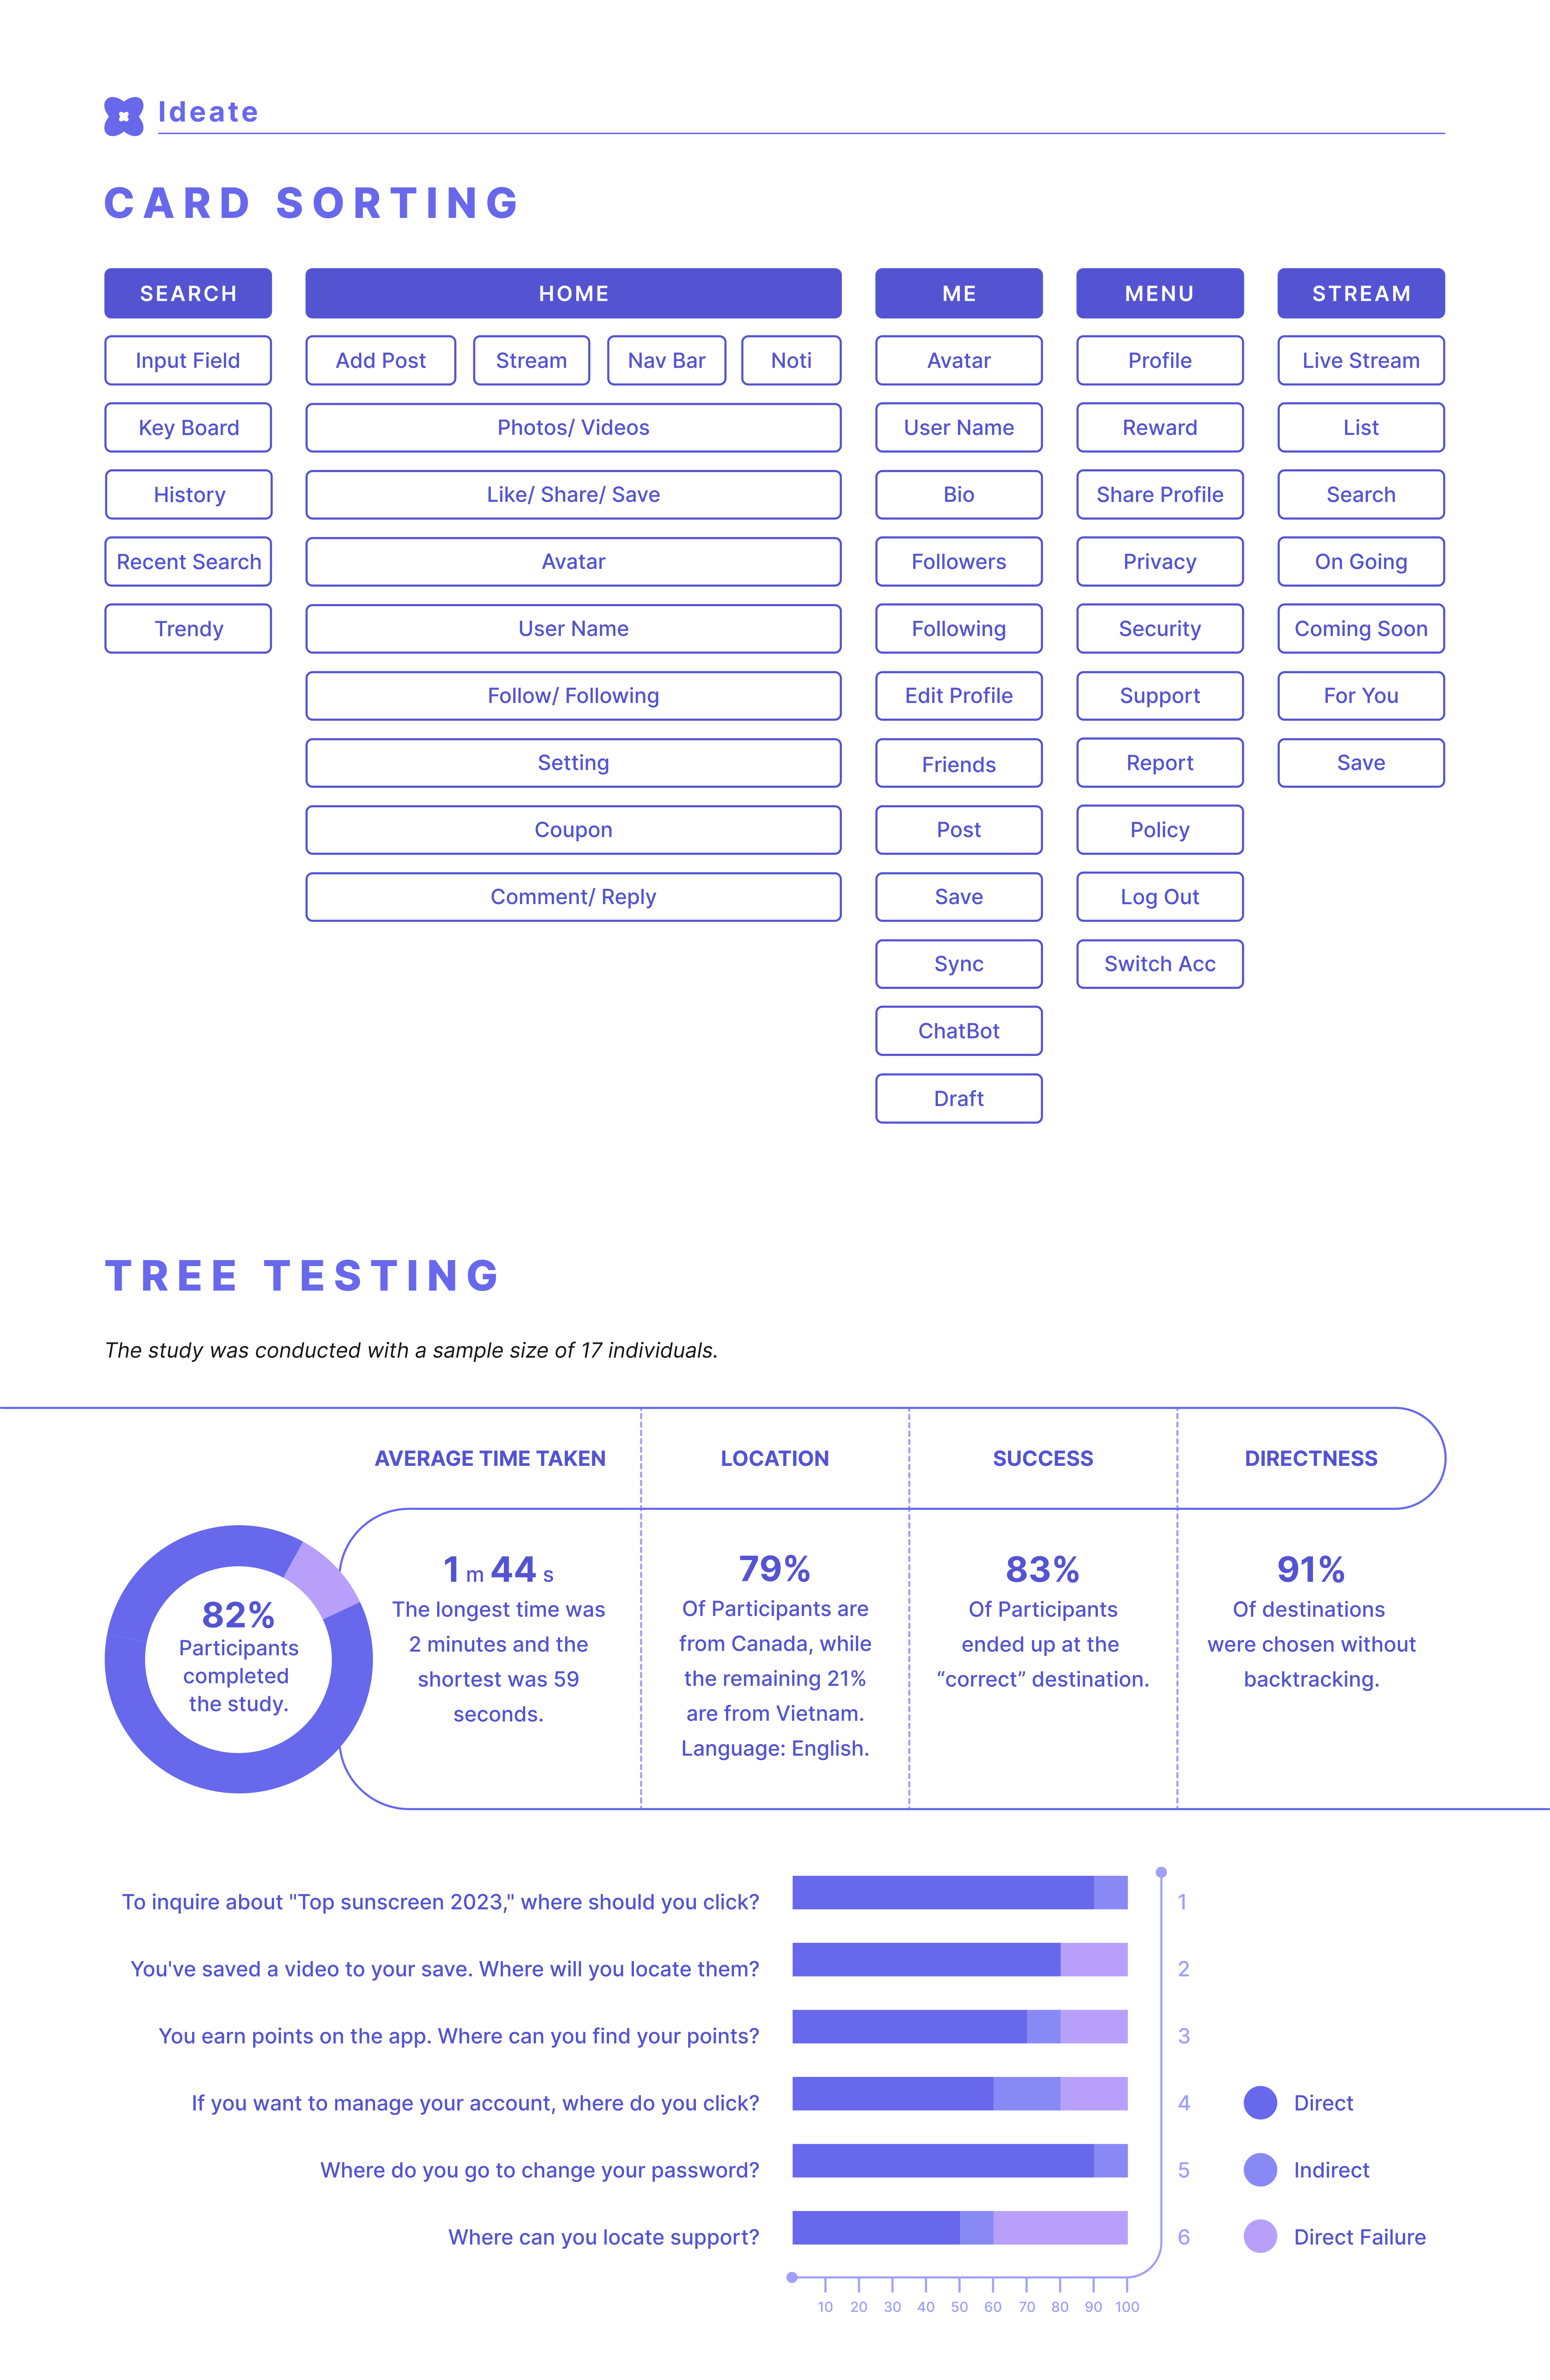 Ideate
CARD SORTING
SEARCH
Input Field
Key Board
History
Recent Search
Trendy
HOME
Add Post
Stream
Nav Bar
Noti
Photos/ Videos
Like/ Share/ Save
Avatar
User Name
Follow/ Following
Setting
Coupon
Comment/ Reply
ME
Avatar
User Name
Bio
Followers
Following
Edit Profile
Friends
Post
Save
Sync
ChatBot
Draft
MENU
Profile
Reward
Share Profile
Privacy
Security
Support
Report
Policy
Log Out
Switch Acc
STREAM
Live Stream
List
Search
On Going
Coming Soon
For You
Save
TREE TESTING
The study was conducted with a sample size of 17 individuals.
82%
Participants
completed
the study.
AVERAGE TIME TAKEN
1 m 44 s
The longest time was
2 minutes and the
shortest was 59
seconds.
LOCATION
79%
Of Participants are
from Canada, while
the remaining 21%
are from Vietnam.
Language: English.
SUCCESS
83%
Of Participants
ended up at the
“correct” destination.
DIRECTNESS
91%
Of destinations
were chosen without
backtracking.
To inquire about "Top sunscreen 2023," where should you click?
1
You've saved a video to your save. Where will you locate them?
2
You earn points on the app. Where can you find your points?
3
If you want to manage your account, where do you click?
4
Where do you go to change your password?
5
Where can you locate support?
6
Direct
Indirect
Direct Failure
10 20 30 40 50 60 70 80 90 100